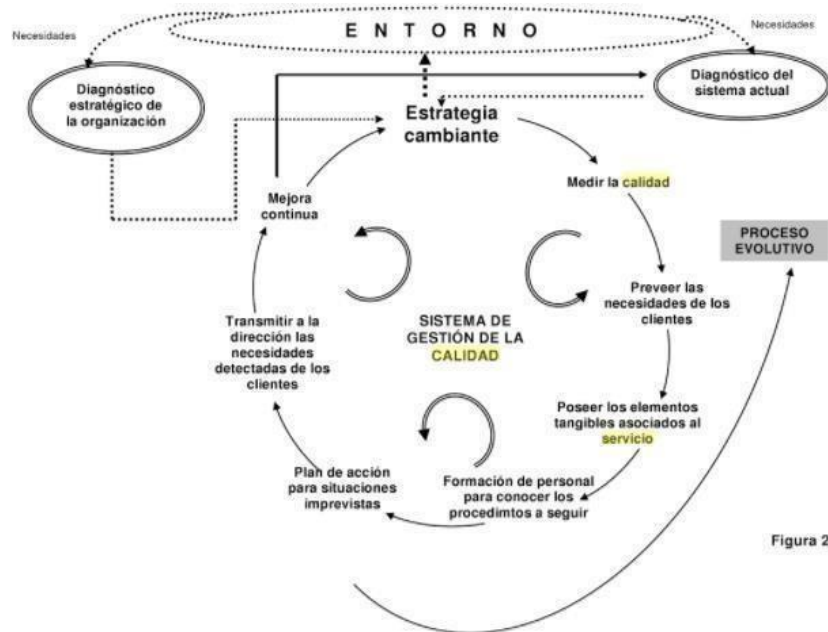 Necesidades
E N T O R N O
Necesidades
Diagnóstico
estratégico de
la organización
Diagnóstico del
sistema actual
Estrategia
cambiante
Medir la calidad
Mejora
continua
PROCESO
EVOLUTIVO
Preveer las
necesidades de los
clientes
Transmitir a la
dirección las
necesidades
detectadas de los
clientes
SISTEMA DE
GESTIÓN DE LA
CALIDAD
Poseer los elementos
tangibles asociados al
servicio
Plan de acción
para situaciones
imprevistas
Formación de personal
para conocer los
procedimtos a seguir
Figura 2